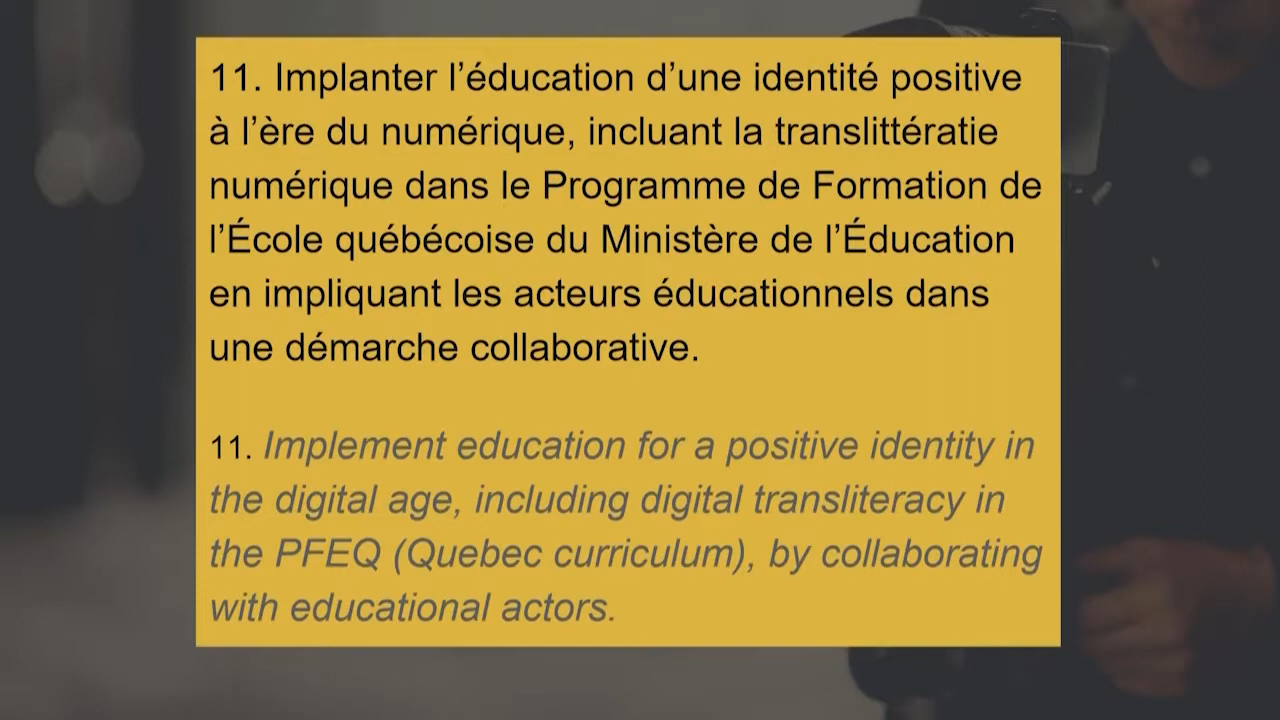 11. Implanter l’éducation d’une identité positive
à l’ère du numérique, incluant la translittératie
numérique dans le Programme de Formation de
l’École québécoise du Ministère de l’Éducation
en impliquant les acteurs éducationnels dans
une démarche collaborative.
11. Implement education for a positive identity in
the digital age, including digital transliteracy in
the PFEQ (Quebec curriculum), by collaborating
with educational actors.